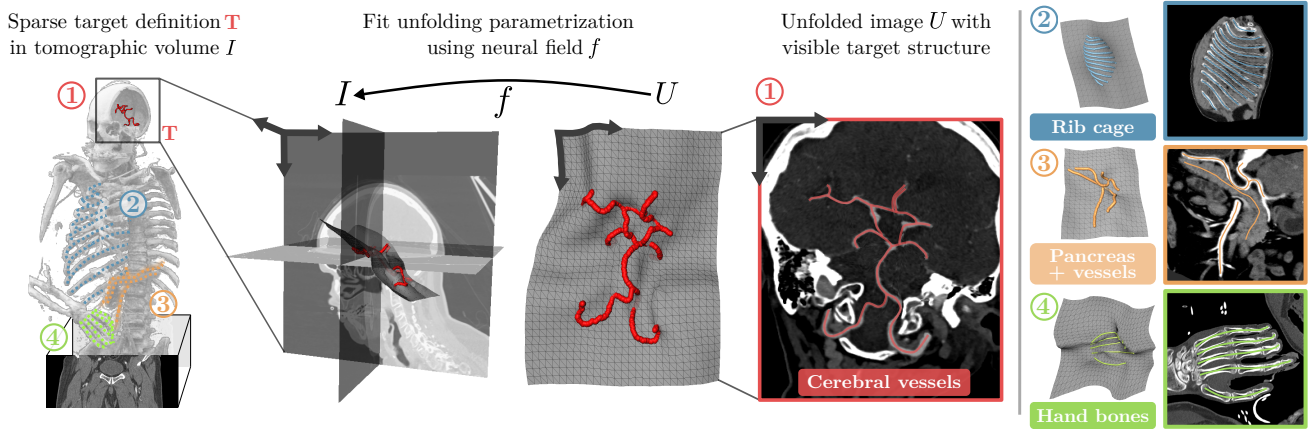 Sparse target definition T
in tomographic volume I
Fit unfolding parametrization
using neural field f
Unfolded image U with
visible target structure
1
T
2
3
4
I
f
U
1
Cerebral vessels
2
Rib cage
3
Pancreas
+ vessels
4
Hand bones